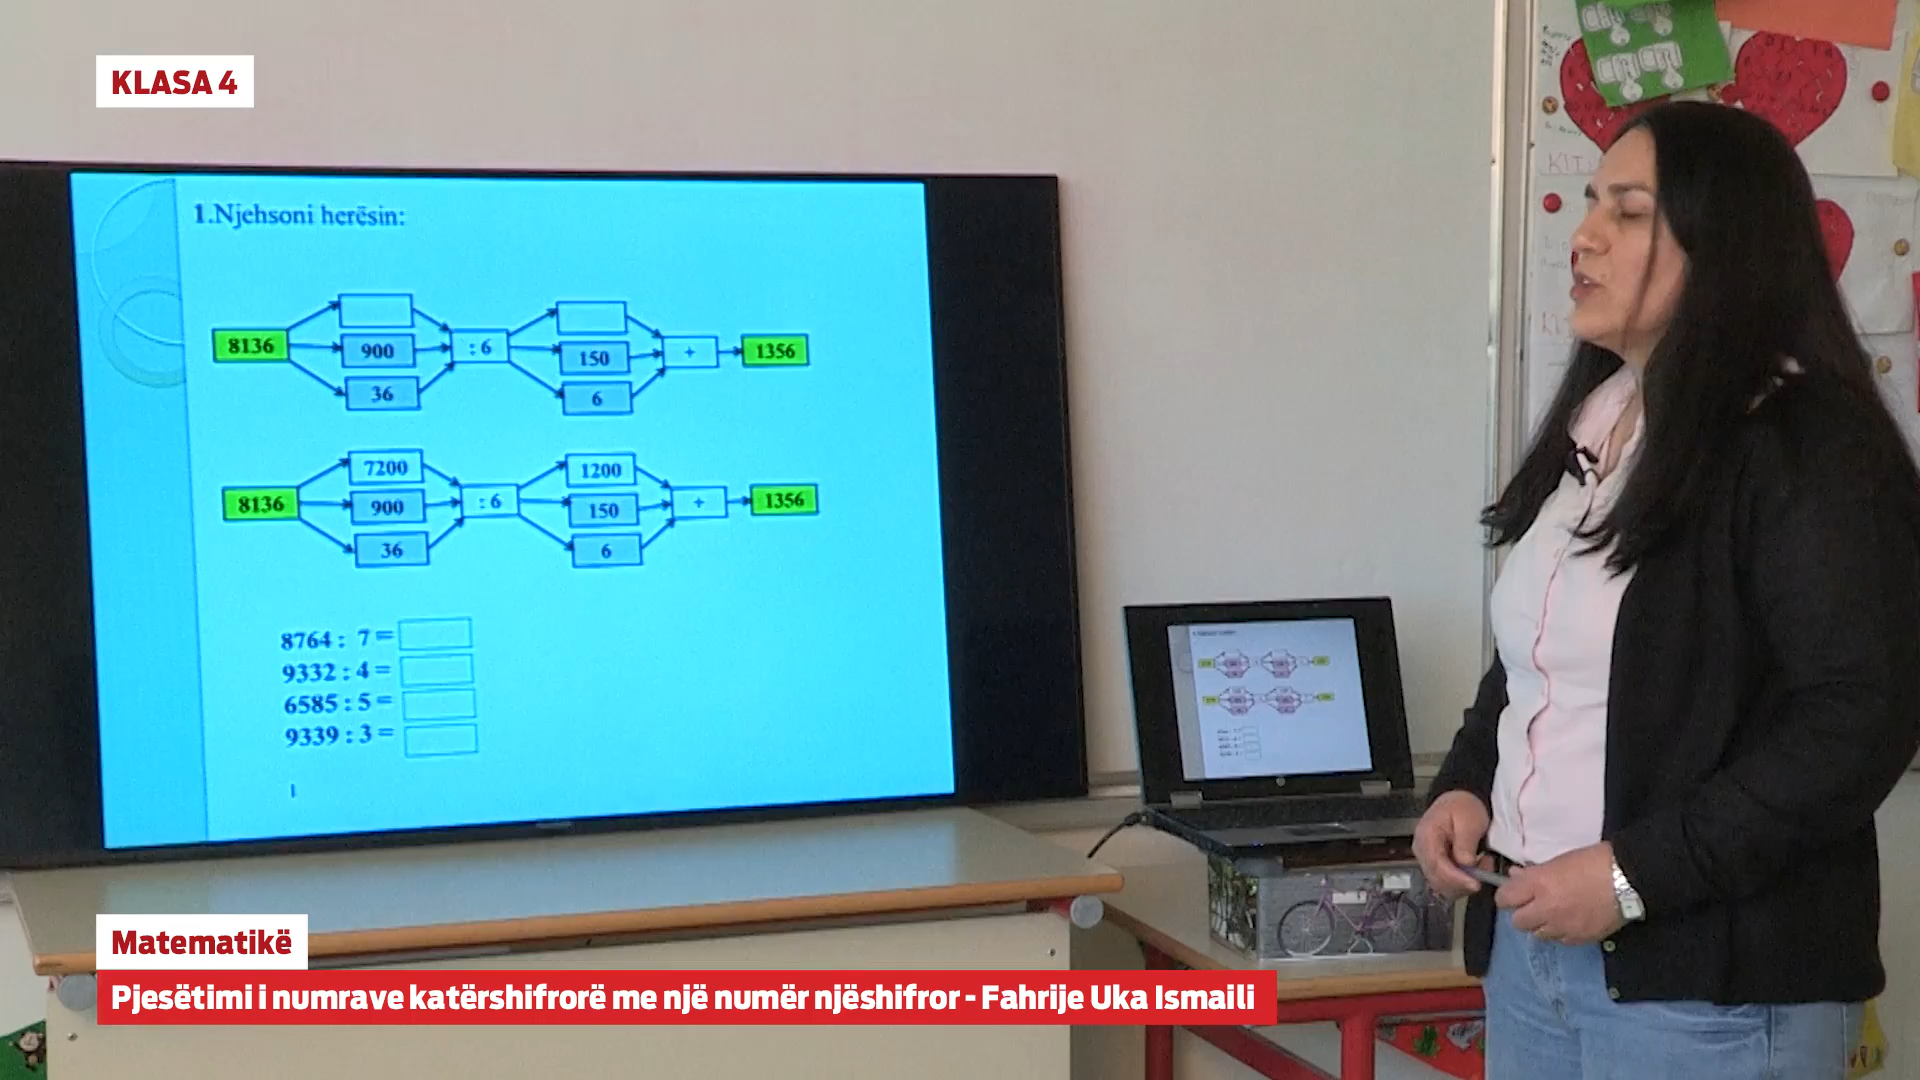 KLASA 4
1.Njehsoni herësin:
8136 900 36 : 6 150 6 + 1356
8136 7200 900 36 : 6 1200 150 6 + 1356
8764 : 7 =
9332 : 4 =
6585 : 5 =
9339 : 3 =
Matematikë
Pjesëtimi i numrave katërshifrorë me një numër njëshifror - Fahrije Uka Ismaili